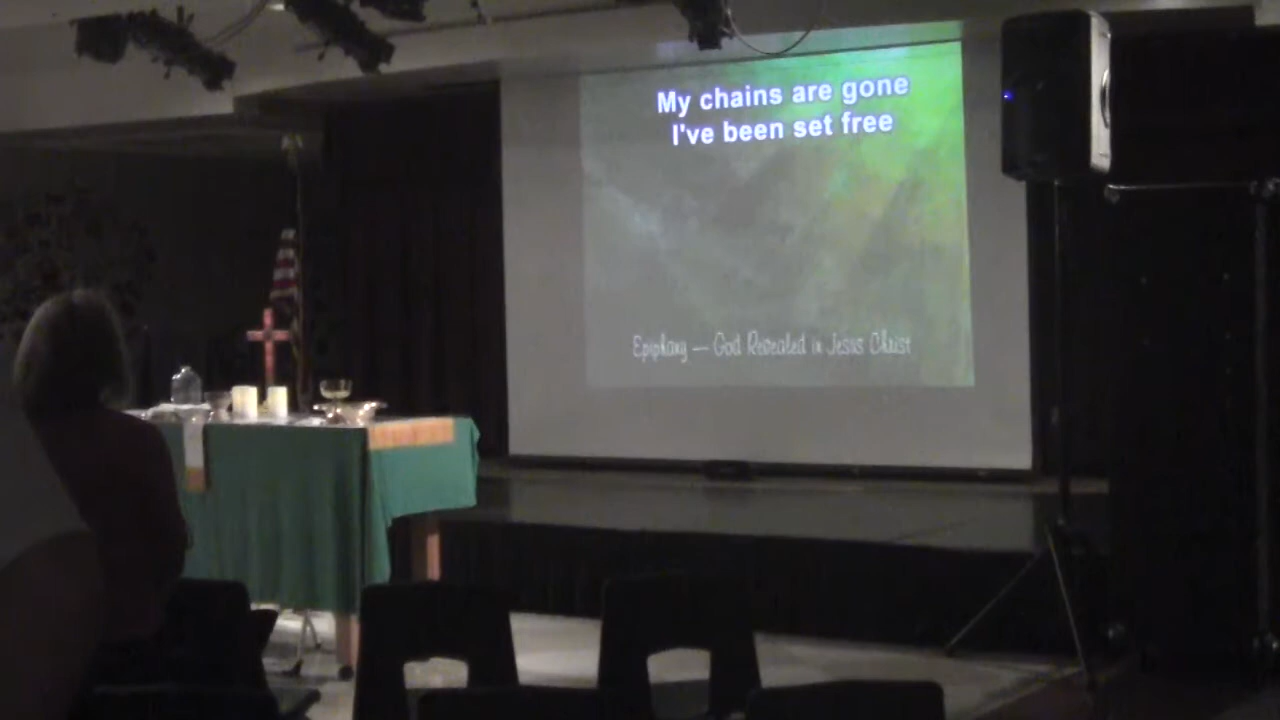 My chains are gone
I've been set free
Epiphany — God Revealed in Jesus Christ